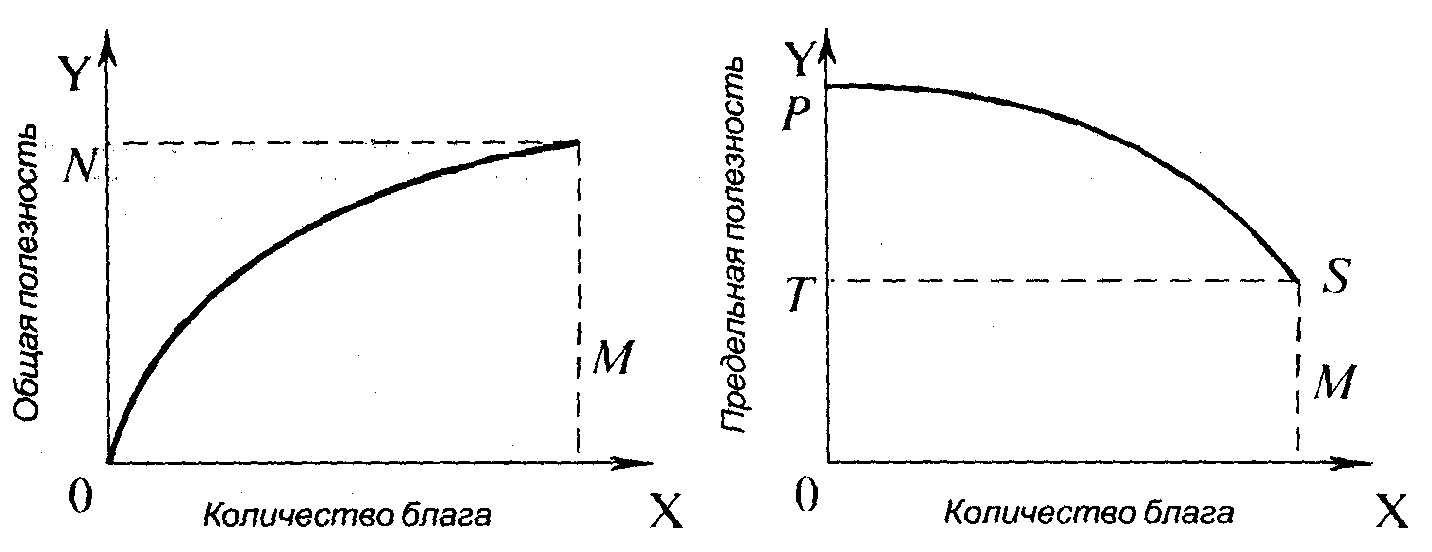 Y
Общая полезность
N
M
0
Количество блага
X
Y
Предельная полезность
P
T
S
M
0
Количество блага
X